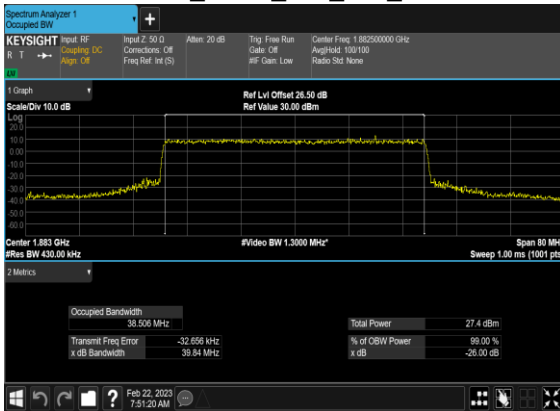 Spectrum Analyzer 1
Occupied BW
+
KEYSIGHT Input: RF Input Z: 50 Ω Atten: 20 dB Trig: Free Run Center Freq: 1.882500000 GHz
R T Coupling: DC Corrections: Off Gate: Off Avg|Hold: 100/100
Align: Off Freq Ref: Int (S) #IF Gain: Low Radio Std: None
1 Graph Ref Lvl Offset 26.50 dB
Scale/Div 10.0 dB Ref Value 30.00 dBm
Log
20.0
10.0
0.00
-10.0
-20.0
-30.0
-40.0
-50.0
-60.0
Center 1.883 GHz #Video BW 1.3000 MHz* Span 80 MH
#Res BW 430.00 kHz Sweep 1.00 ms (1001 pts
2 Metrics
Occupied Bandwidth
38.506 MHz Total Power 27.4 dBm
Transmit Freq Error -32.656 kHz % of OBW Power 99.00 %
x dB Bandwidth 39.84 MHz x dB -26.00 dB
? Feb 22, 2023
7:51:20 AM